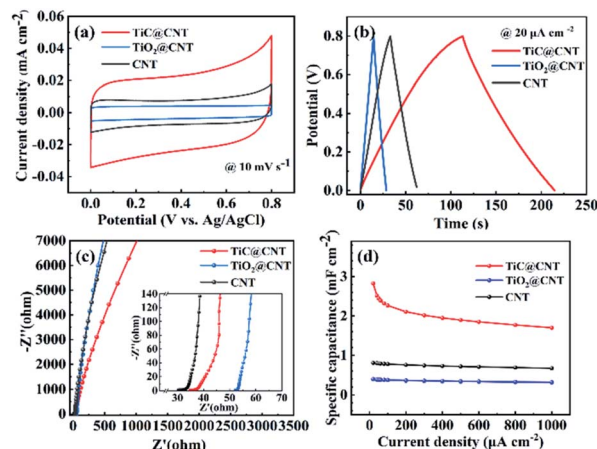 (a)
TiC@CNT
TiO₂@CNT
CNT
@ 10 mV s⁻¹
0.06
0.04
0.02
0.00
-0.02
-0.04
Current density (mA cm⁻²)
0.0 0.2 0.4 0.6 0.8
Potential (V vs. Ag/AgCl)
(b)
@ 20 μA cm⁻²
TiC@CNT
TiO₂@CNT
CNT
1.0
0.8
0.6
0.4
0.2
0.0
Potential (V)
0 50 100 150 200 250
Time (s)
(c)
TiC@CNT
TiO₂@CNT
CNT
7000
6000
5000
4000
3000
2000
1000
0
-Z''(ohm)
0 500 1000 1500 2000 2500 3000 3500
Z'(ohm)
140
120
100
80
60
40
20
0
-Z''(ohm)
30 40 50 60 70
Z'(ohm)
(d)
TiC@CNT
TiO₂@CNT
CNT
3
2
1
0
Specific capacitance (mF cm⁻²)
0 200 400 600 800 1000
Current density (μA cm⁻²)